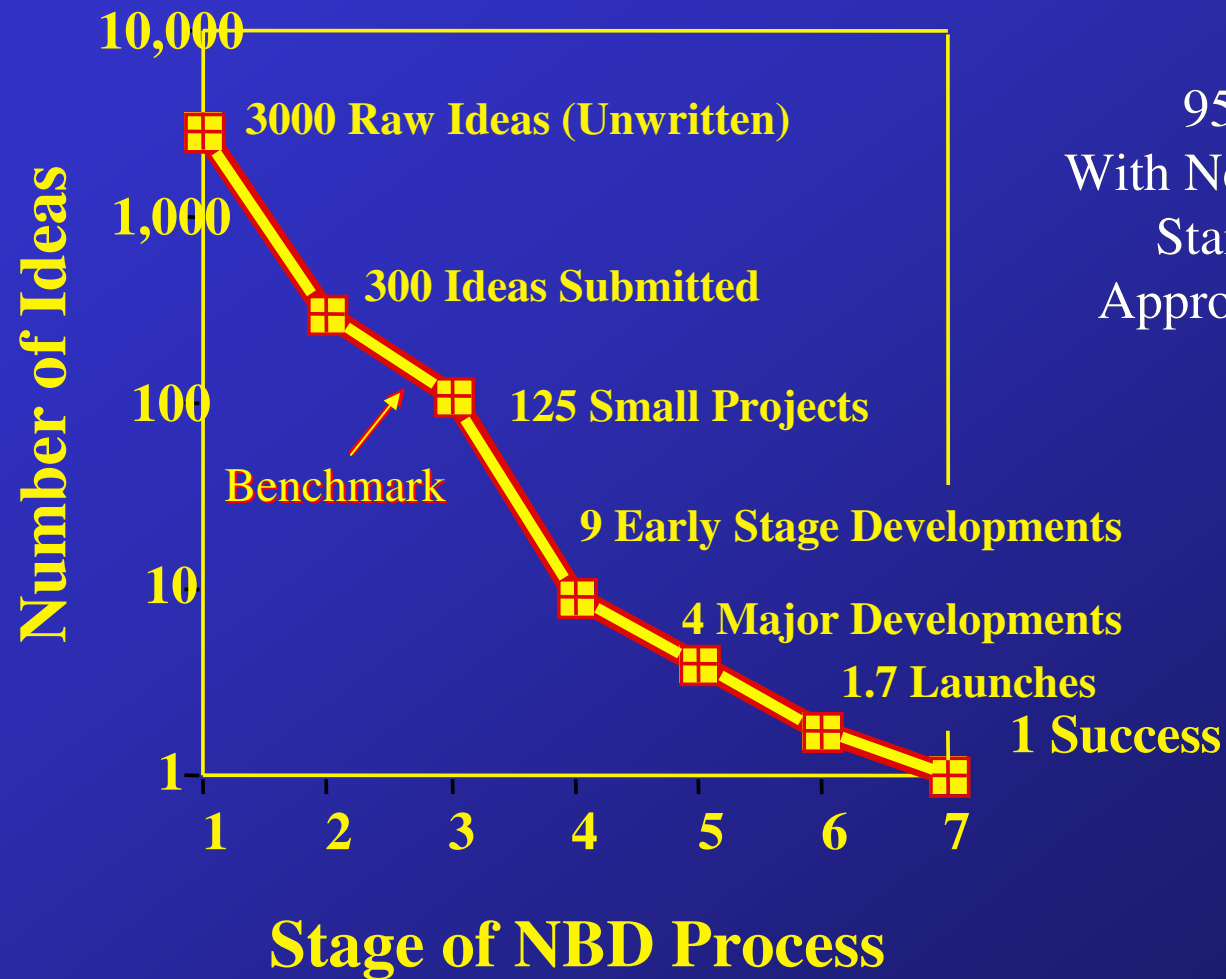 10,000
3000 Raw Ideas (Unwritten)
1,000
300 Ideas Submitted
100
125 Small Projects
Benchmark
10
9 Early Stage Developments
4 Major Developments
1.7 Launches
1 Success
1
1 2 3 4 5 6 7
Number of Ideas
Stage of NBD Process
95
With